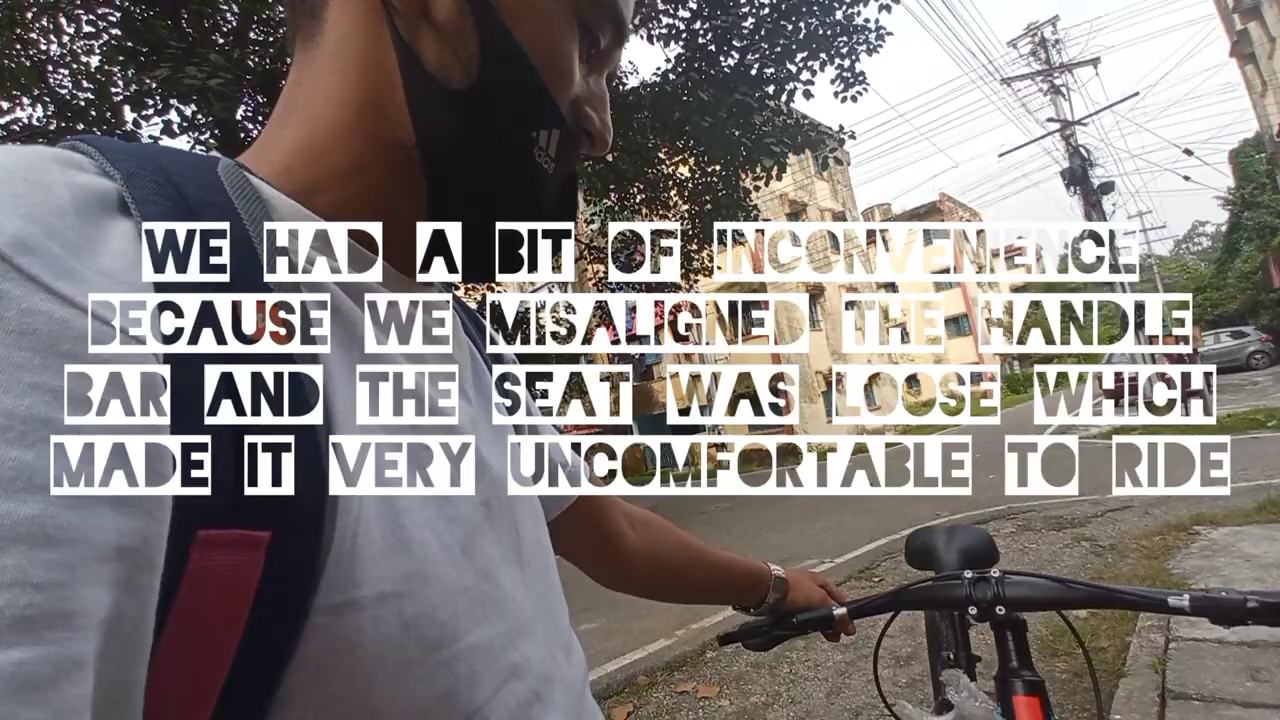 adidas
WE HAD A BIT OF INCONVENIENCE
BECAUSE WE MISALIGNED THE HANDLE
BAR AND THE SEAT WAS LOOSE WHICH
MADE IT VERY UNCOMFORTABLE TO RIDE